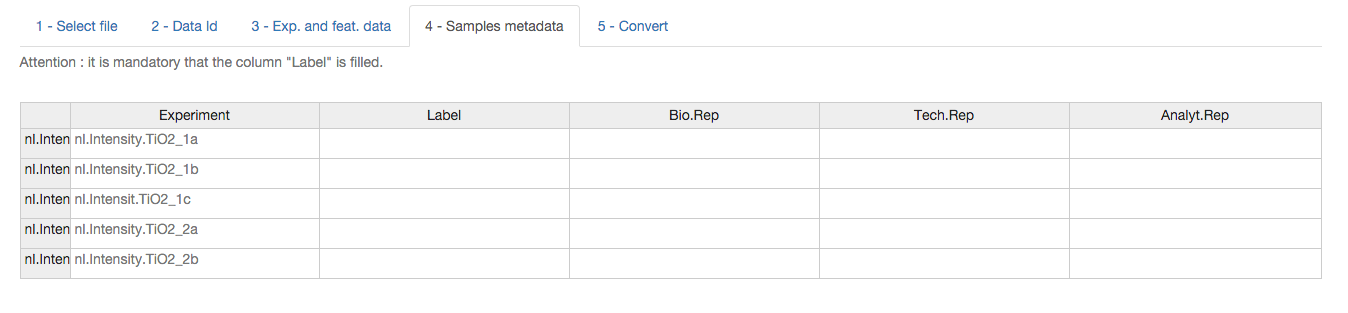 1 - Select file 2 - Data Id 3 - Exp. and feat. data 4 - Samples metadata 5 - Convert
Attention : it is mandatory that the column "Label" is filled.
Experiment Label Bio.Rep Tech.Rep Analyt.Rep
nl.Inten nl.Intensity.TiO2_1a
nl.Inten nl.Intensity.TiO2_1b
nl.Inten nl.Intensit.TiO2_1c
nl.Inten nl.Intensity.TiO2_2a
nl.Inten nl.Intensity.TiO2_2b